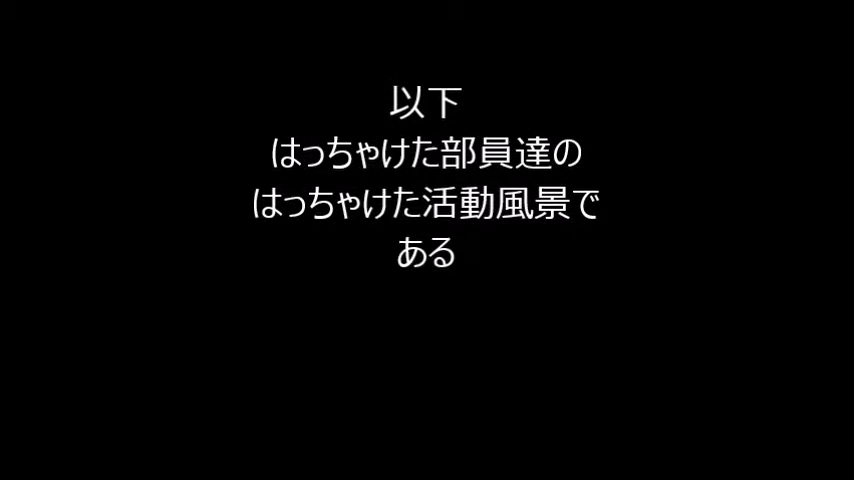 以下
はっちゃけた部員達の
はっちゃけた活動風景で
ある